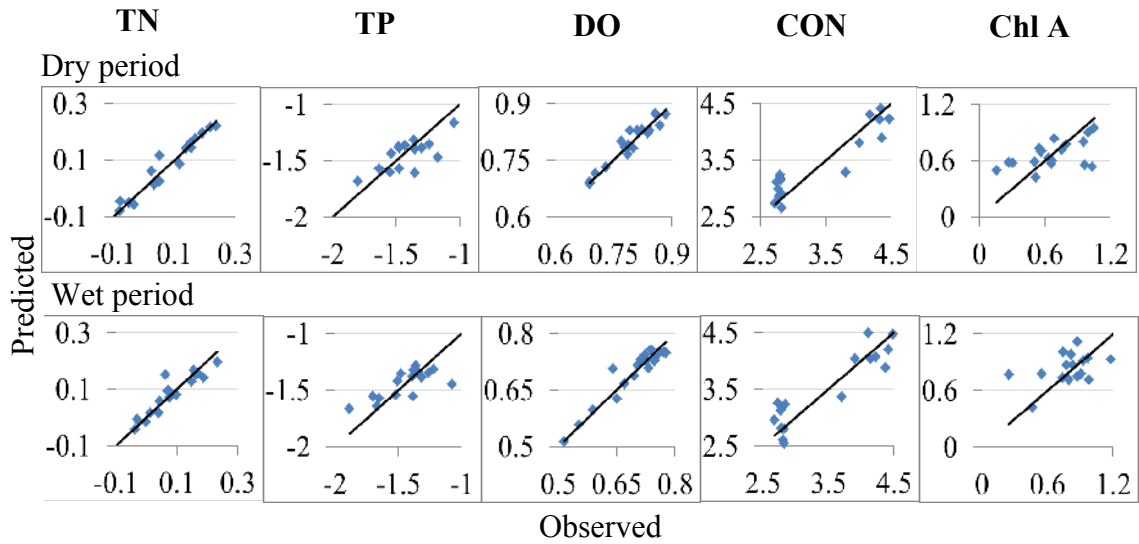 TN TP DO CON Chl A
Dry period
0.3 -1 0.9 4.5 1.2
0.1 -1.5 0.75 3.5 0.6
-0.1 -2 0.6 2.5 0
-0.1 0.1 0.3 -2 -1.5 -1 0.6 0.75 0.9 2.5 3.5 4.5 0 0.6 1.2
Wet period
Predicted
0.3 -1 0.8 4.5 1.2
0.1 -1.5 0.65 3.5 0.6
-0.1 -2 0.5 2.5 0
-0.1 0.1 0.3 -2 -1.5 -1 0.5 0.65 0.8 2.5 3.5 4.5 0 0.6 1.2
Observed